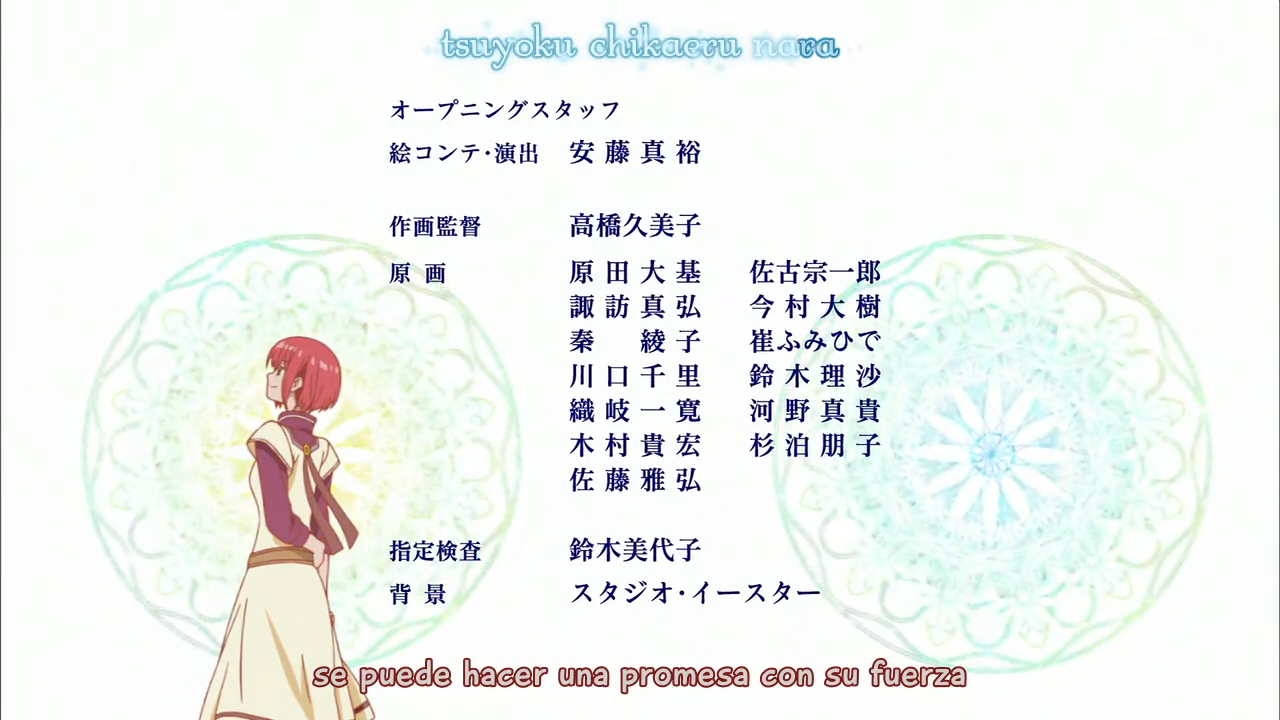 tsuyoku chikaeru nara
オープニングスタッフ
絵コンテ・演出 安藤真裕
作画監督 高橋久美子
原画 原田大基 佐古宗一郎
諏訪真弘 今村大樹
秦綾子 崔ふみひで
川口千里 鈴木理沙
織岐一寛 河野真貴
木村貴宏 杉泊朋子
佐藤雅弘
指定検査 鈴木美代子
背景 スタジオ・イースター
se puede hacer una promesa con su fuerza